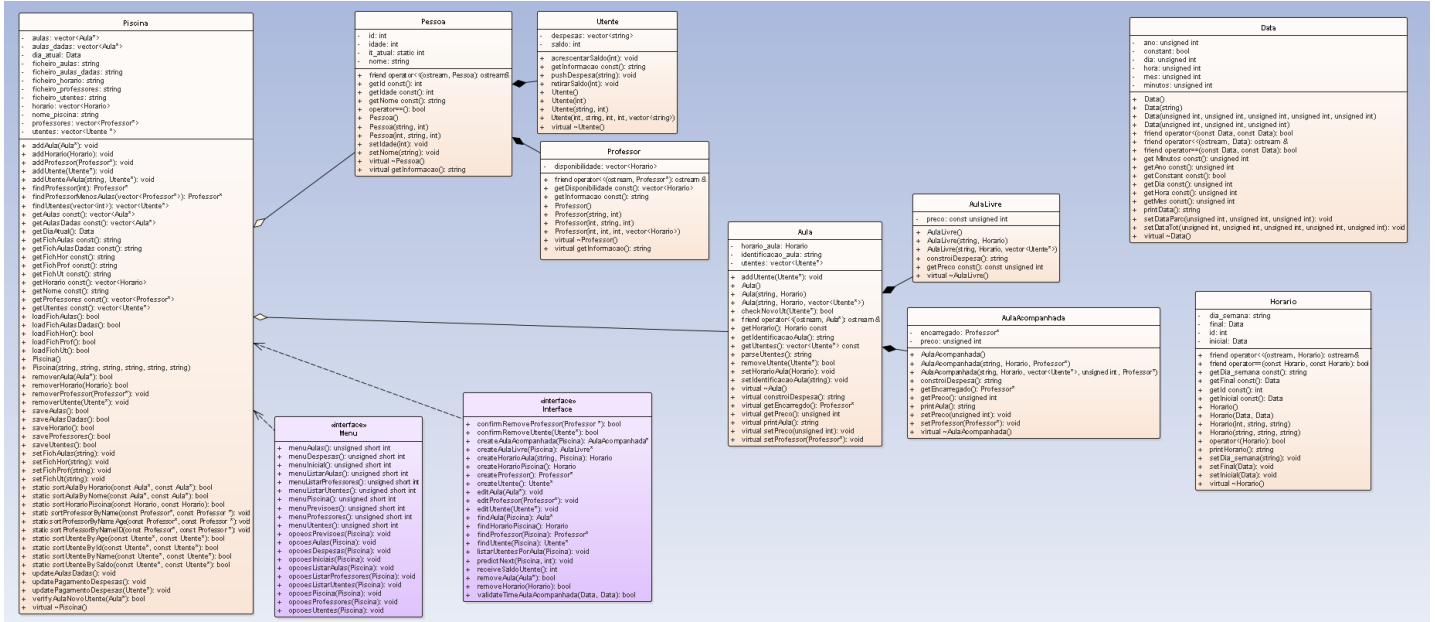 Piscina
- aulas: vector<Aula*>
- aulas_dadas: vector<Aula*>
- dia_atual: Data
- ficheiro_aulas: string
- ficheiro_aulas_dadas: string
- ficheiro_horario: string
- ficheiro_professores: string
- ficheiro_utentes: string
- horario: vector<Horario>
- nome_piscina: string
- professores: vector<Professor*>
- utentes: vector<Utente *>
+ addAula(Aula*): void
+ addHorario(Horario): void
+ addProfessor(Professor*): void
+ addUtente(Utente*): void
+ addUtenteAAula(string, Utente*): void
+ findProfessor(int): Professor*
+ findProfessorMenosAulas(vector<Professor*>): Professor*
+ findUtentes(vector<int>): vector<Utente*>
+ getAulas const(): vector<Aula*>
+ getAulasDadas const(): vector<Aula*>
+ getDiaAtual(): Data
+ getFichAulas const(): string
+ getFichAulasDadas const(): string
+ getFichHor const(): string
+ getFichProf const(): string
+ getFichUt const(): string
+ getHorario const(): vector<Horario>
+ getNome const(): string
+ getProfessores const(): vector<Professor*>
+ getUtentes const(): vector<Utente*>
+ loadFichAulas(): bool
+ loadFichAulasDadas(): bool
+ loadFichHor(): bool
+ loadFichProf(): bool
+ loadFichUt(): bool
+ Piscina()
+ Piscina(string, string, string, string, string)
+ removerAula(Aula*): bool
+ removerHorario(Horario): bool
+ removerProfessor(Professor*): void
+ removerUtente(Utente*): void
+ saveAulas(): bool
+ saveAulasDadas(): bool
+ saveHorario(): bool
+ saveProfessores(): bool
+ saveUtentes(): bool
+ setFichAulas(string): void
+ setFichHor(string): void
+ setFichProf(string): void
+ setFichUt(string): void
+ static sortAulaByHorario(const Aula*, const Aula*): bool
+ static sortAulaByNome(const Aula*, const Aula*): bool
+ static sortHorarioPiscina(const Horario, const Horario): bool
+ static sortProfessorByName(const Professor*, const Professor *): void
+ static sortProfessorByNameAge(const Professor*, const Professor *): void
+ static sortProfessorByNameID(const Professor*, const Professor*): void
+ static sortUtenteByAge(const Utente*, const Utente*): bool
+ static sortUtenteById(const Utente*, const Utente*): bool
+ static sortUtenteByName(const Utente*, const Utente*): bool
+ static sortUtenteBySaldo(const Utente*, const Utente*): bool
+ updateAulasDadas(): void
+ updatePagamentoDespesas(): void
+ updatePagamentoDespesas(Utente*): void
+ verifyAulaNovoUtente(Aula*): bool
+ virtual ~Piscina()
Pessoa
- id: int
- idade: int
- it_atual: static int
- nome: string
+ friend operator<<(ostream, Pessoa): ostream&
+ getId const(): int
+ getIdade const(): int
+ getNome const(): string
+ operator==(): bool
+ Pessoa()
+ Pessoa(string, int)
+ Pessoa(int, string, int)
+ setIdade(int): void
+ setNome(string): void
+ virtual ~Pessoa()
+ virtual getInformacao(): string
Utente
- despesas: vector<string>
- saldo: int
+ acrescentarSaldo(int): void
+ getInformacao const(): string
+ pushDespesa(string): void
+ retirarSaldo(int): void
+ Utente()
+ Utente(int)
+ Utente(string, int)
+ Utente(int, string, int, int, vector<string>)
+ virtual ~Utente()
Professor
- disponibilidade: vector<Horario>
+ friend operator<<(ostream, Professor*): ostream &
+ getDisponibilidade const(): vector<Horario>
+ getInformacao const(): string
+ Professor()
+ Professor(string, int)
+ Professor(int, string, int)
+ Professor(int, int, int, vector<Horario>)
+ virtual ~Professor()
+ virtual getInformacao(): string
«interface»
Menu
+ menuAulas(): unsigned short int
+ menuDespesas(): unsigned short int
+ menuInicial(): unsigned short int
+ menuListarAulas(): unsigned short int
+ menuListarProfessores(): unsigned short int
+ menuListarUtentes(): unsigned short int
+ menuPiscina(): unsigned short int
+ menuPrevisoes(): unsigned short int
+ menuProfessores(): unsigned short int
+ menuUtentes(): unsigned short int
+ opcoesPrevisoes(Piscina): void
+ opcoesAulas(Piscina): void
+ opcoesDespesas(Piscina): void
+ opcoesIniciais(Piscina): void
+ opcoesListarAulas(Piscina): void
+ opcoesListarProfessores(Piscina): void
+ opcoesListarUtentes(Piscina): void
+ opcoesPiscina(Piscina): void
+ opcoesProfessores(Piscina): void
+ opcoesUtentes(Piscina): void
«interface»
Interface
+ confirmRemoveProfessor(Professor *): bool
+ confirmRemoveUtente(Utente*): bool
+ createAulaAcompanhada(Piscina): AulaAcompanhada*
+ createAulaLivre(Piscina): AulaLivre*
+ createHorarioAula(string, Piscina): Horario
+ createHorarioPiscina(): Horario
+ createProfessor(): Professor*
+ createUtente(): Utente*
+ editAula(Aula*): void
+ editProfessor(Professor*): void
+ editUtente(Utente*): void
+ findAula(Piscina): Aula*
+ findHorarioPiscina(): Horario
+ findProfessor(Piscina): Professor*
+ findUtente(Piscina): Utente*
+ listarUtentesPorAula(Piscina): void
+ predictNext(Piscina, int): void
+ receiveSaldoUtente(): int
+ removeAula(Aula*): bool
+ removeHorario(Horario): bool
+ validateTimeAulaAcompanhada(Data, Data): bool
Aula
- horario_aula: Horario
- identificacao_aula: string
- utentes: vector<Utente*>
+ addUtente(Utente*): void
+ Aula()
+ Aula(string, Horario)
+ Aula(string, Horario, vector<Utente*>)
+ checkNovoUt(Utente*): bool
+ friend operator<<(ostream, Aula*): ostream &
+ getHorario(): Horario const
+ getIdentificacaoAula(): string
+ getUtentes(): vector<Utente*> const
+ parseUtentes(): string
+ removeUtente(Utente*): bool
+ setHorarioAula(Horario): void
+ setIdentificacaoAula(string): void
+ virtual ~Aula()
+ virtual constroiDespesa(): string
+ virtual getEncarregdo(): Professor*
+ virtual getPreco(): unsigned int
+ virtual printAula(): string
+ virtual setPreco(unsigned int): void
+ virtual setProfessor(Professor*): void
AulaLivre
- preco: const unsigned int
+ AulaLivre()
+ AulaLivre(string, Horario)
+ AulaLivre(string, Horario, vector<Utente*>)
+ constroiDespesa(): string
+ getPreco const(): const unsigned int
+ virtual ~AulaLivre()
AulaAcompanhada
- encarregado: Professor*
- preco: unsigned int
+ AulaAcompanhada()
+ AulaAcompanhada(string, Horario, Professor*)
+ AulaAcompanhada(string, Horario, vector<Utente*>, unsigned int, Professor*)
+ constroiDespesa(): string
+ getEncarregado(): Professor*
+ getPreco(): unsigned int
+ printAula(): string
+ setPreco(unsigned int): void
+ setProfessor(Professor*): void
+ virtual ~AulaAcompanhada()
Data
- ano: unsigned int
- constant: bool
- dia: unsigned int
- hora: unsigned int
- mes: unsigned int
- minutos: unsigned int
+ Data()
+ Data(string)
+ Data(unsigned int, unsigned int, unsigned int, unsigned int, unsigned int)
+ Data(unsigned int, unsigned int, unsigned int)
+ friend operator<(const Data, const Data): bool
+ friend operator<<(ostream, Data): ostream &
+ friend operator==(const Data, const Data): bool
+ get Minutos const(): unsigned int
+ getAno const(): unsigned int
+ getConstant const(): bool
+ getDia const(): unsigned int
+ getHora const(): unsigned int
+ getMes const(): unsigned int
+ printData(): string
+ setDataParc(unsigned int, unsigned int, unsigned int): void
+ setDataTot(unsigned int, unsigned int, unsigned int, unsigned int, unsigned int): void
+ virtual ~Data()
Horario
- dia_semana: string
- final: Data
- id: int
- inicial: Data
+ friend operator<<(ostream, Horario): ostream&
+ friend operator==(const Horario, const Horario): bool
+ getDia_semana const(): string
+ getFinal const(): Data
+ getId const(): int
+ getInicial const(): Data
+ Horario()
+ Horario(Data, Data)
+ Horario(int, string, string)
+ Horario(string, string, string)
+ operator<(Horario): bool
+ printHorario(): string
+ setDia_semana(string): void
+ setFinal(Data): void
+ setInicial(Data): void
+ virtual ~Horario()